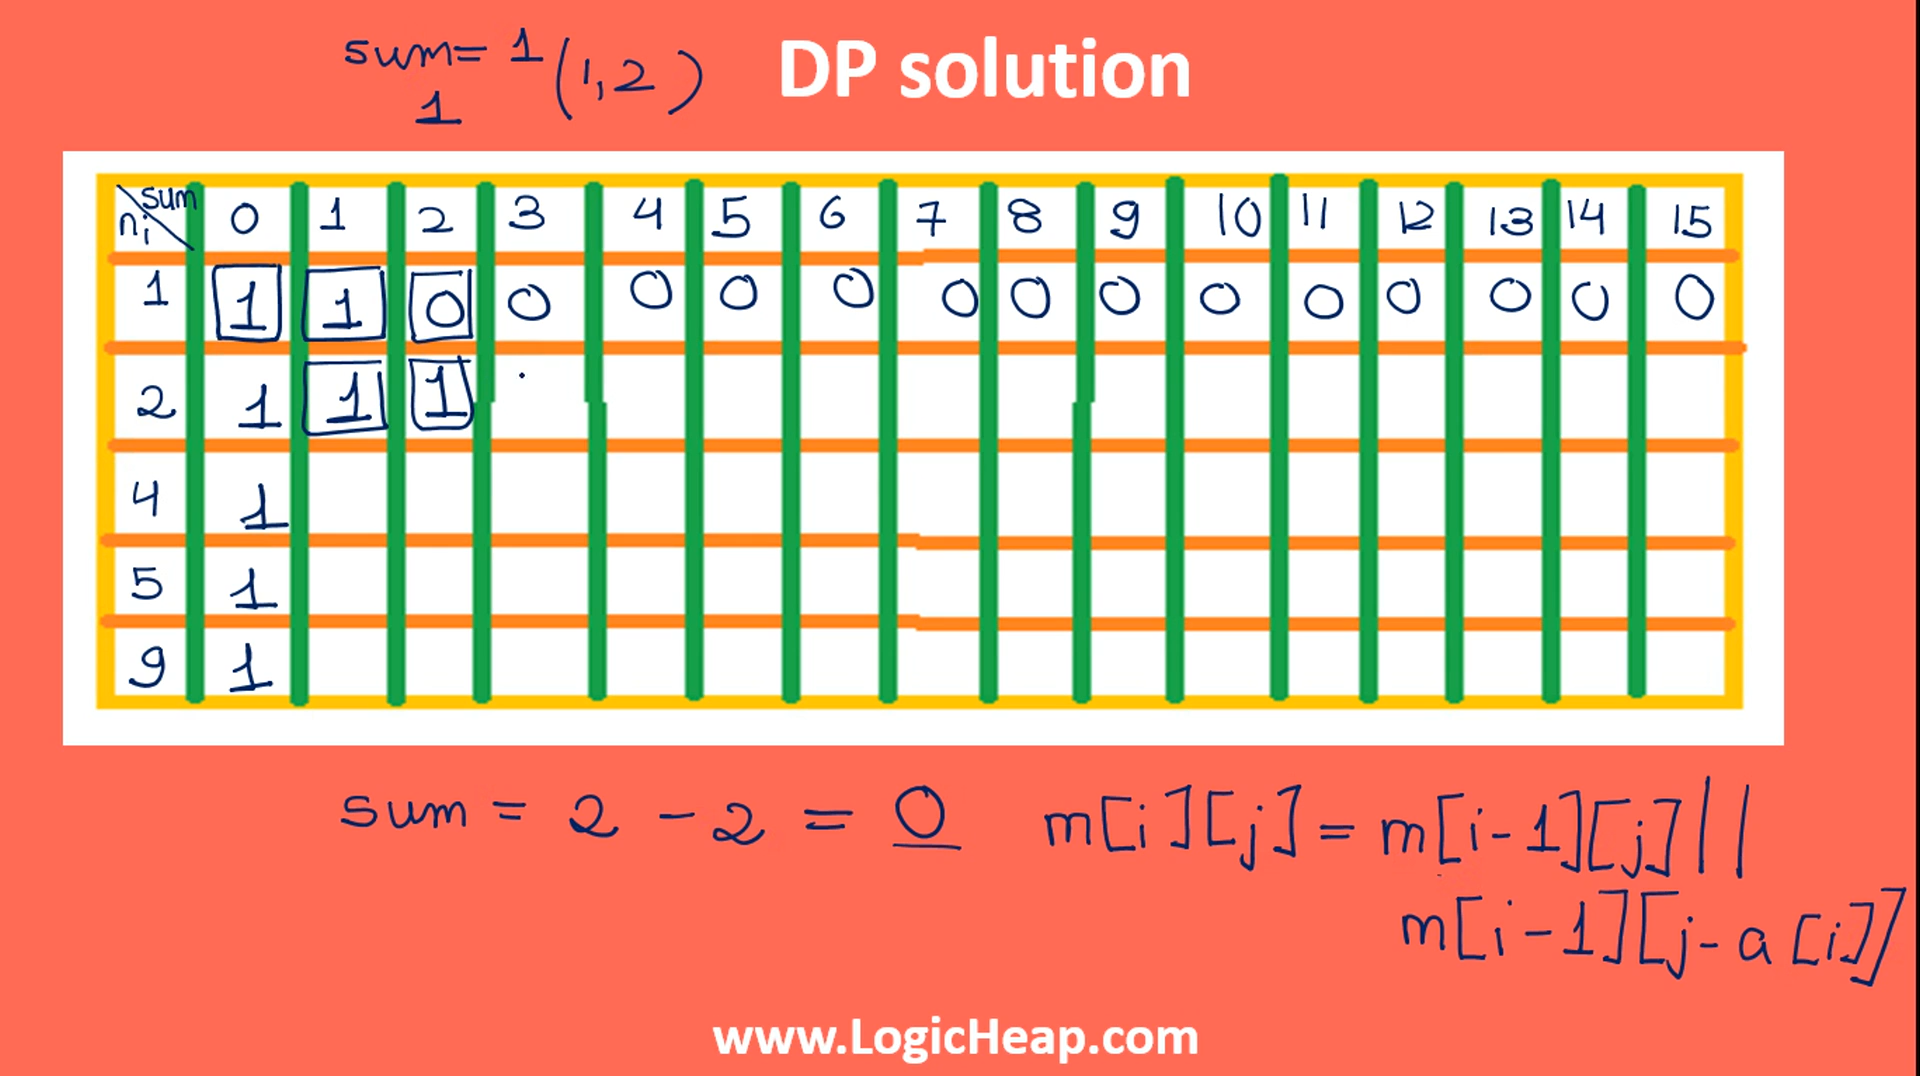 sum= 1 (1,2) DP solution
1
n i sum 0 1 2 3 4 5 6 7 8 9 10 11 12 13 14 15
1 1 1 0 0 0 0 0 0 0 0 0 0 0 0 0 0
2 1 1 1
4 1
5 1
9 1
sum = 2 - 2 = 0 m[i][j] = m[i-1][j] ||
m[i-1][j-a[i]]
www.LogicHeap.com